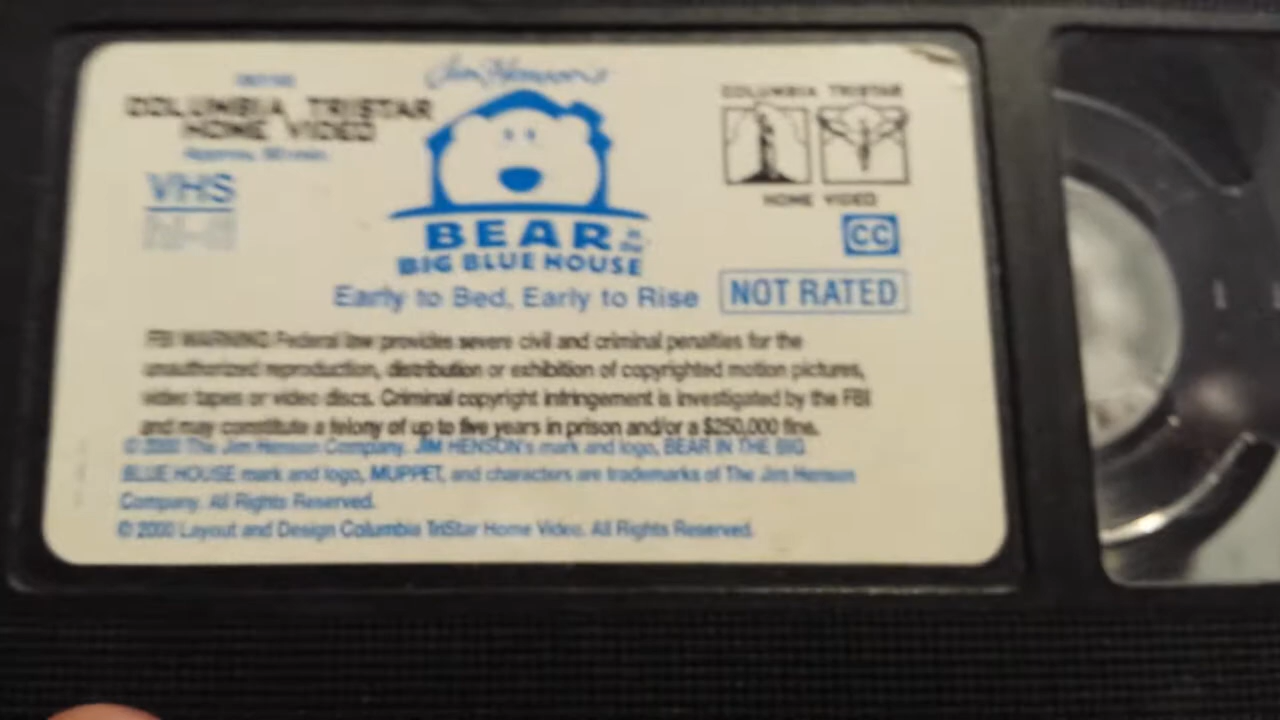 Jim Henson's
COLUMBIA TRISTAR
HOME VIDEO
VHS
BEAR in the
BIG BLUE HOUSE
Early to Bed, Early to Rise
COLUMBIA TRISTAR
HOME VIDEO
CC
NOT RATED
FBI WARNING Federal law provides severe civil and criminal penalties for the
unauthorized reproduction, distribution or exhibition of copyrighted motion pictures,
video tapes or video discs. Criminal copyright infringement is investigated by the FBI
and may constitute a felony of up to five years in prison and/or a $250,000 fine.
© 2000 The Jim Henson Company. JIM HENSON's mark and logo, BEAR IN THE BIG
BLUE HOUSE mark and logo, MUPPET, and characters are trademarks of The Jim Henson
Company. All Rights Reserved.
© 2000 Layout and Design Columbia TriStar Home Video. All Rights Reserved.